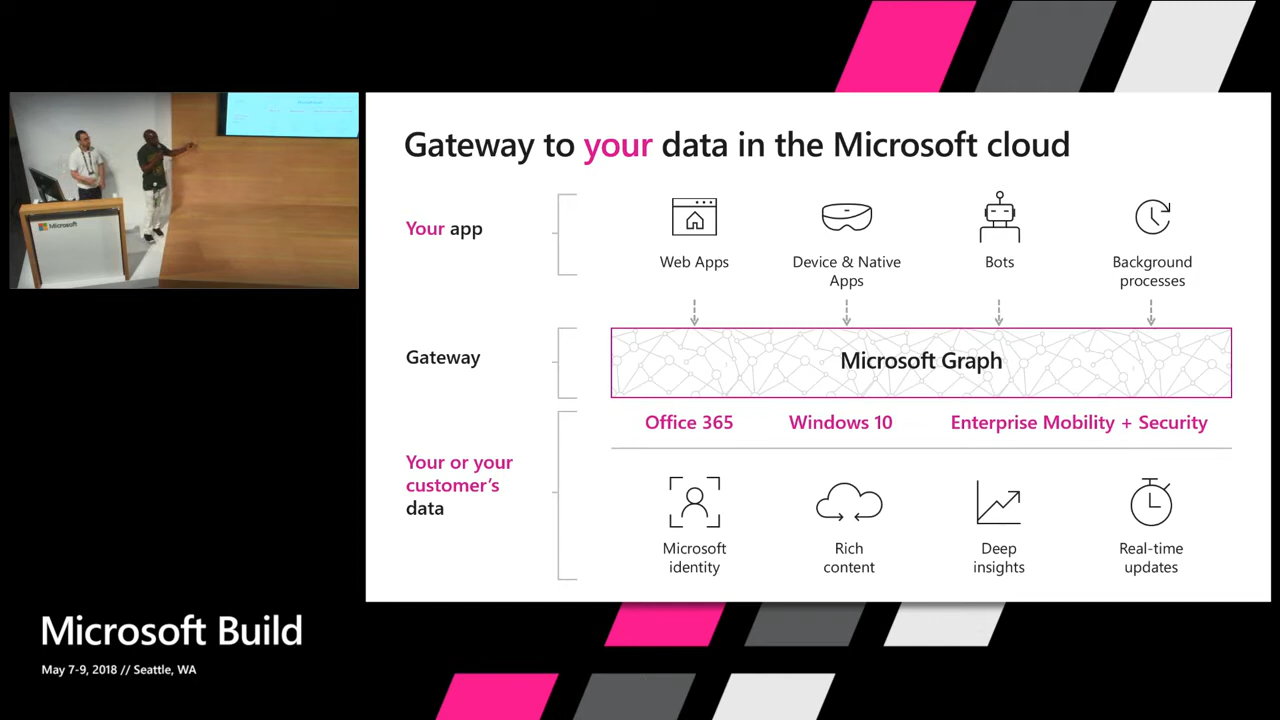 Gateway to your data in the Microsoft cloud
Your app
Web Apps
Device & Native
Apps
Bots
Background
processes
Gateway
Microsoft Graph
Office 365
Windows 10
Enterprise Mobility + Security
Your or your
customer's
data
Microsoft
identity
Rich
content
Deep
insights
Real-time
updates
Microsoft
Microsoft Build
May 7-9, 2018 // Seattle, WA